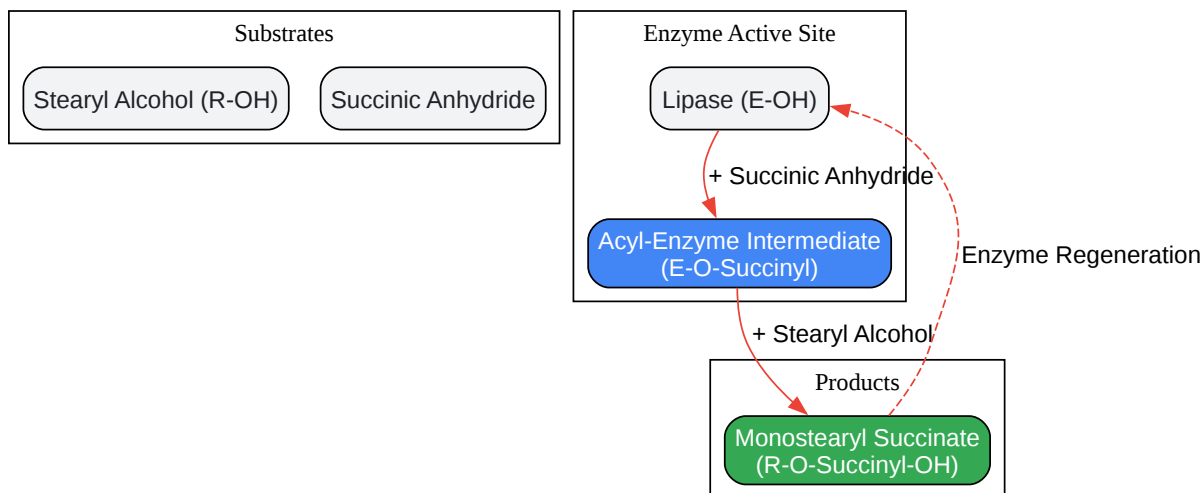 Substrates
Stearyl Alcohol (R-OH)
Succinic Anhydride
Enzyme Active Site
Lipase (E-OH)
+ Succinic Anhydride
Acyl-Enzyme Intermediate
(E-O-Succinyl)
Enzyme Regeneration
+ Stearyl Alcohol
Products
Monostearyl Succinate
(R-O-Succinyl-OH)